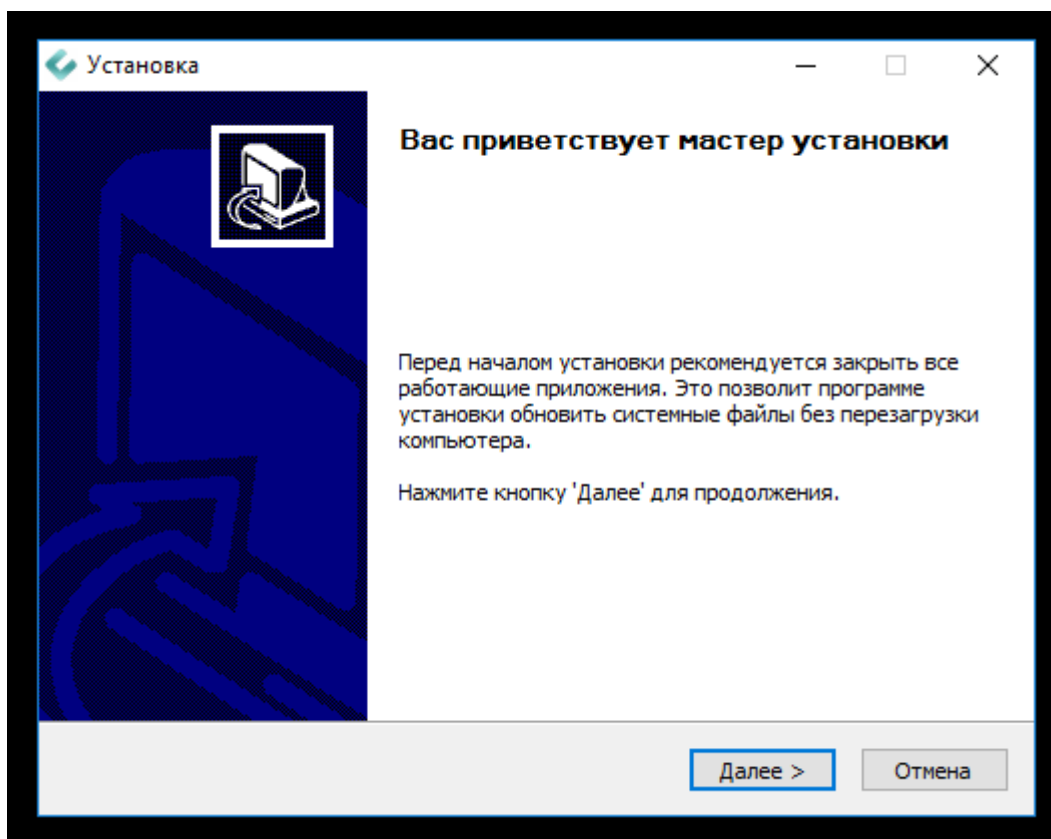 Установка
Вас приветствует мастер установки
Перед началом установки рекомендуется закрыть все
работающие приложения. Это позволит программе
установки обновить системные файлы без перезагрузки
компьютера.
Нажмите кнопку 'Далее' для продолжения.
Далее >
Отмена